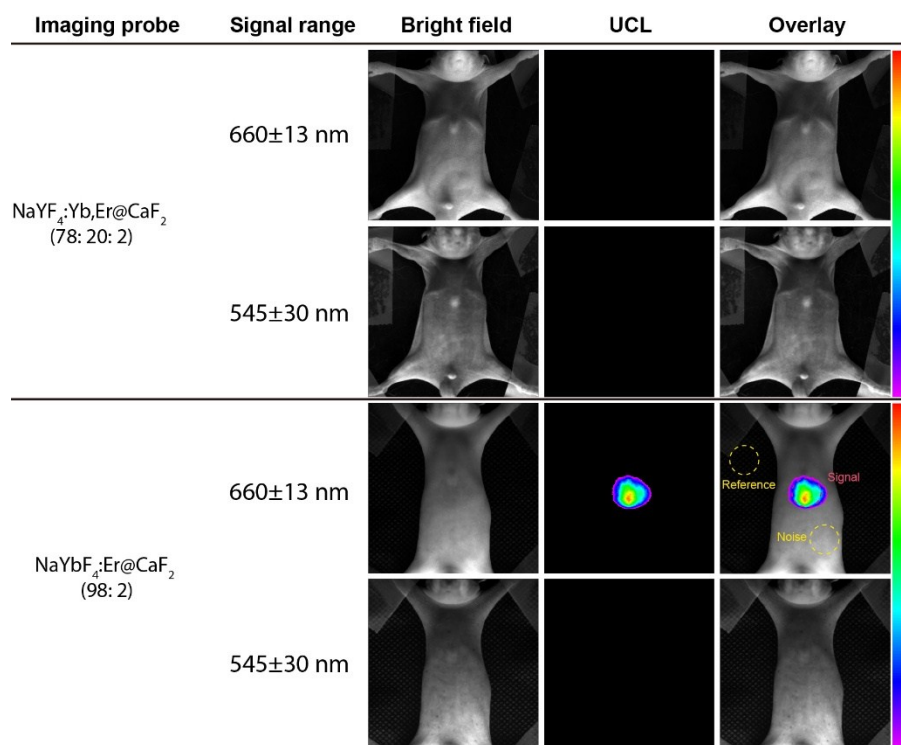 Imaging probe Signal range Bright field UCL Overlay
660±13 nm
NaYF₄:Yb,Er@CaF₂
(78: 20: 2)
545±30 nm
660±13 nm
Reference
Signal
Noise
NaYbF₄:Er@CaF₂
(98: 2)
545±30 nm